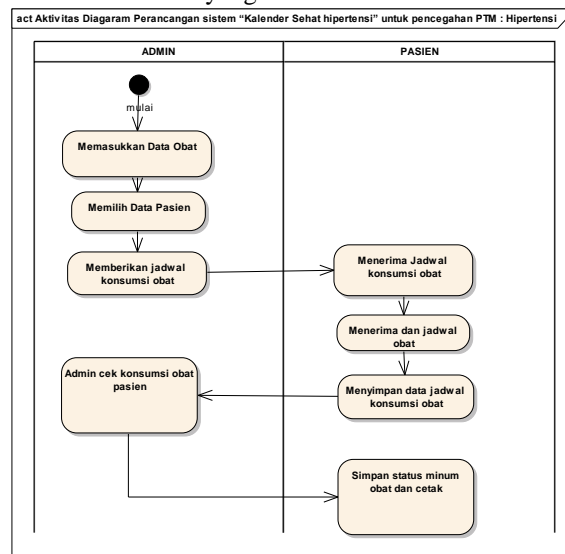 act Aktivitas Diagaram Perancangan sistem “Kalender Sehat hipertensi” untuk pencegahan PTM : Hipertensi
ADMIN
PASIEN
mulai
Memasukkan Data Obat
Memilih Data Pasien
Memberikan jadwal
konsumsi obat
Menerima Jadwal
konsumsi obat
Menerima dan jadwal
obat
Menyimpan data jadwal
konsumsi obat
Admin cek konsumsi obat
pasien
Simpan status minum
obat dan cetak